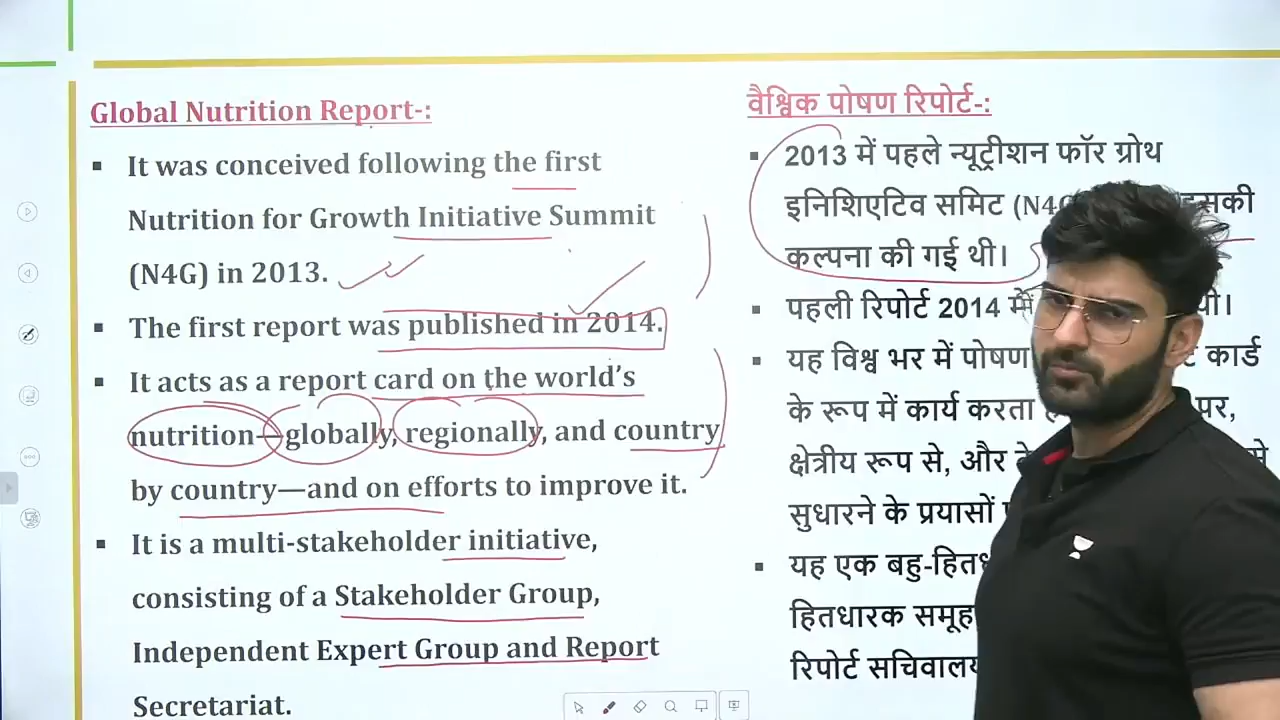 Global Nutrition Report-:
▪ It was conceived following the first
Nutrition for Growth Initiative Summit
(N4G) in 2013.
▪ The first report was published in 2014.
▪ It acts as a report card on the world's
nutrition—globally, regionally, and country
by country—and on efforts to improve it.
▪ It is a multi-stakeholder initiative,
consisting of a Stakeholder Group,
Independent Expert Group and Report
Secretariat.
वैश्विक पोषण रिपोर्ट-:
▪ 2013 में पहले न्यूट्रीशन फॉर ग्रोथ
इनिशिएटिव समिट इसकी
कल्पना की गई थी।
▪ पहली रिपोर्ट 2014 में
▪ यह विश्व भर में पोषण कार्ड
के रूप में कार्य करता पर,
क्षेत्रीय रूप से, और
सुधारने के प्रयासों
▪ यह एक
हितधारक समूह
रिपोर्ट